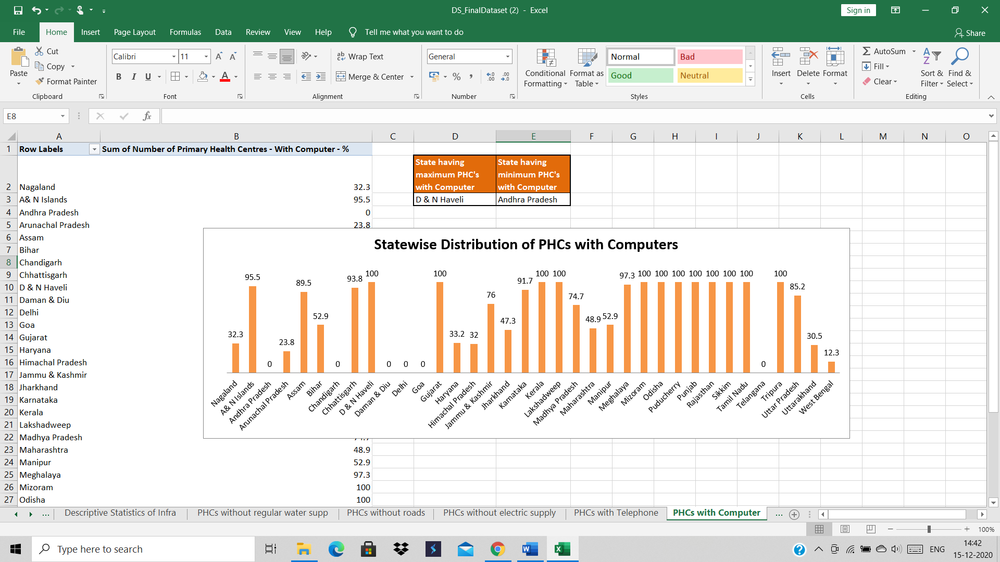 DS_FinalDataset (2) - Excel
Sign in
File Home Insert Page Layout Formulas Data Review View Help Tell me what you want to do
Share
Paste
Cut
Copy
Format Painter
Clipboard
Calibri 11
B I U
Font
Wrap Text
Merge & Center
Alignment
General
Number
Conditional Formatting
Format as Table
Normal Bad
Good Neutral
Styles
Insert Delete Format
Cells
AutoSum
Fill
Clear
Sort & Filter
Find & Select
Editing
E8
fx
A B C D E F G H I J K L M N O
1 Row Labels Sum of Number of Primary Health Centres - With Computer - %
State having maximum PHC's with Computer
State having minimum PHC's with Computer
2 Nagaland 32.3
3 A& N Islands 95.5 D & N Haveli Andhra Pradesh
4 Andhra Pradesh 0
5 Arunachal Pradesh 23.8
6 Assam
7 Bihar
8 Chandigarh
9 Chhattisgarh
10 D & N Haveli
11 Daman & Diu
12 Delhi
13 Goa
14 Gujarat
15 Haryana
16 Himachal Pradesh
17 Jammu & Kashmir
18 Jharkhand
19 Karnataka
20 Kerala
21 Lakshadweep
22 Madhya Pradesh
23 Maharashtra 48.9
24 Manipur 52.9
25 Meghalaya 97.3
26 Mizoram 100
27 Odisha 100
Statewise Distribution of PHCs with Computers
32.3 95.5 0 23.8 89.5 52.9 0 93.8 100 0 0 0 100 33.2 32 76 47.3 91.7 100 100 74.7 48.9 52.9 97.3 100 100 100 100 100 100 100 0 100 85.2 30.5 12.3
Nagaland
A& N Islands
Andhra Pradesh
Arunachal Pradesh
Assam
Bihar
Chandigarh
Chhattisgarh
D & N Haveli
Daman & Diu
Delhi
Goa
Gujarat
Haryana
Himachal Pradesh
Jammu & Kashmir
Jharkhand
Karnataka
Kerala
Lakshadweep
Madhya Pradesh
Maharashtra
Manipur
Meghalaya
Mizoram
Odisha
Puducherry
Punjab
Rajasthan
Sikkim
Tamil Nadu
Telangana
Tripura
Uttar Pradesh
Uttarakhand
West Bengal
... Descriptive Statistics of Infra PHCs without regular water supp PHCs without roads PHCs without electric supply PHCs with Telephone PHCs with Computer ...
100%
Type here to search
ENG
14:42
15-12-2020